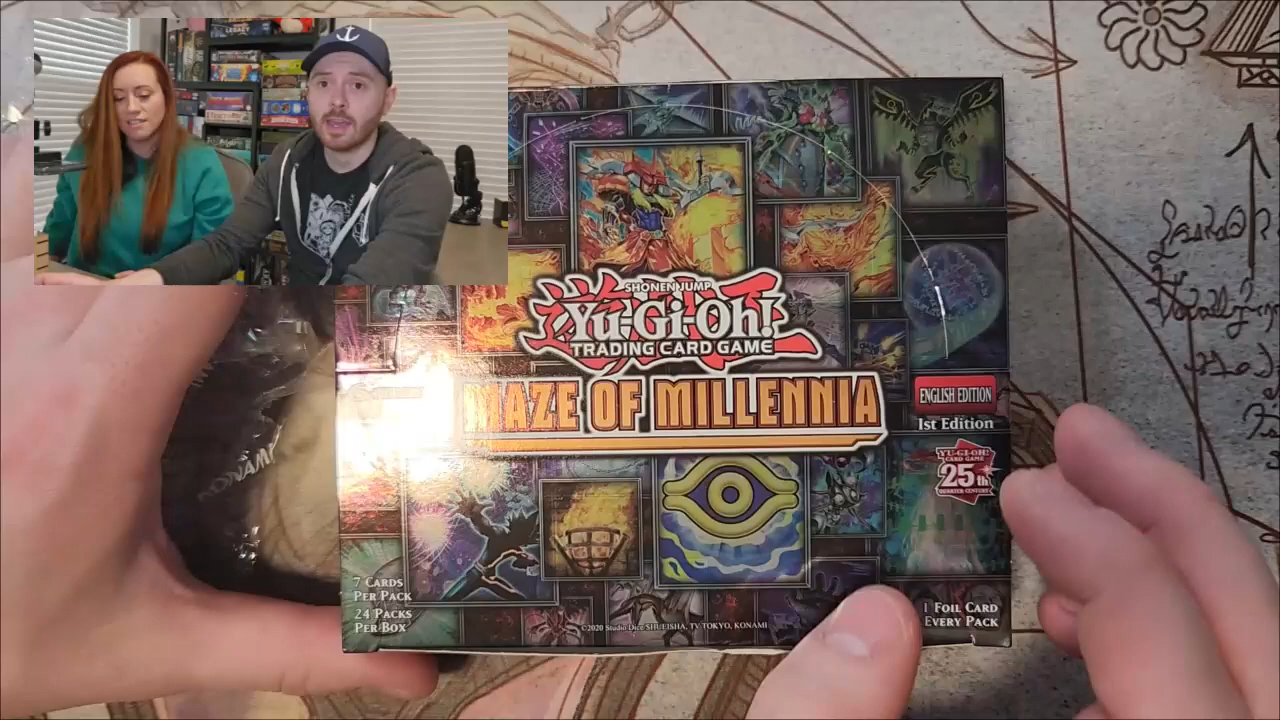 LEGACY
SHONEN JUMP
Yu-Gi-Oh!
TRADING CARD GAME
MAZE OF MILLENNIA
ENGLISH EDITION
1st Edition
YU-GI-OH!
CARD GAME
25th
QUARTER CENTURY
KONAMI
7 CARDS
PER PACK
24 PACKS
PER BOX
1 FOIL CARD
EVERY PACK
©2020 Studio Dice/SHUEISHA, TV TOKYO, KONAMI